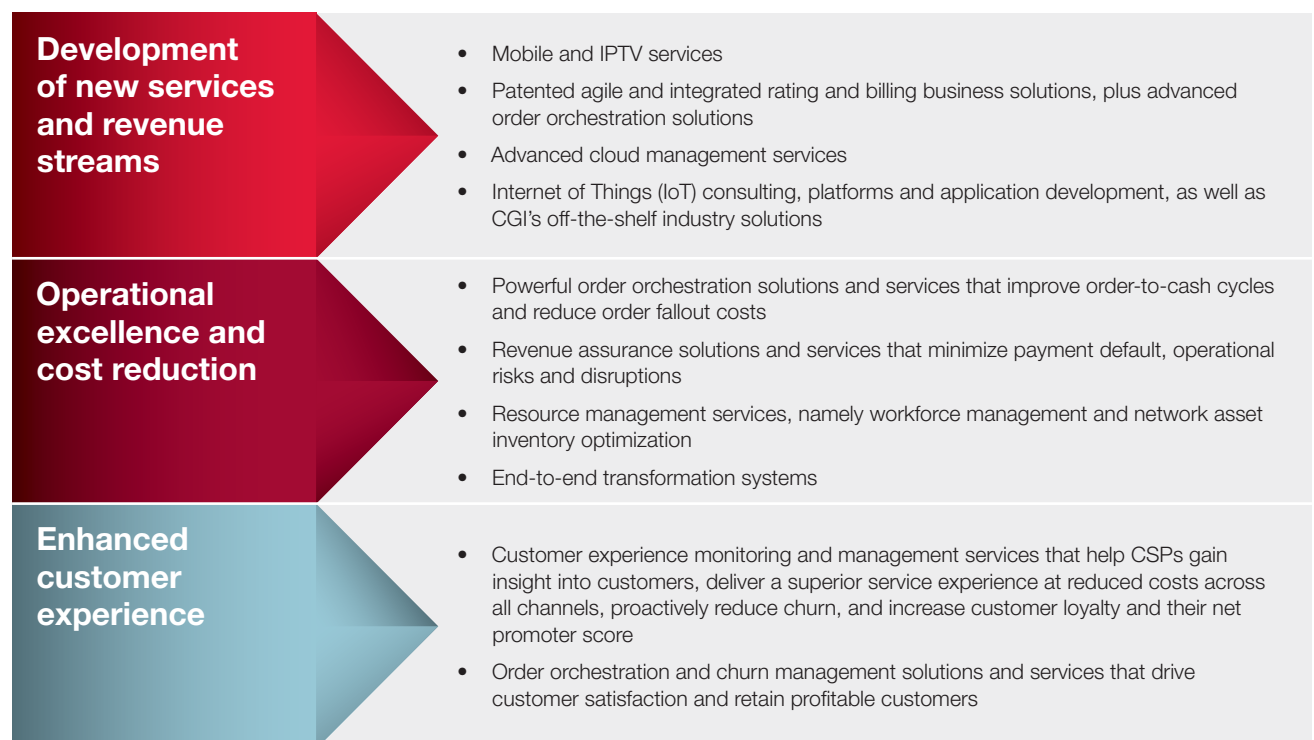 Development
of new services
and revenue
streams
• Mobile and IPTV services
• Patented agile and integrated rating and billing business solutions, plus advanced
order orchestration solutions
• Advanced cloud management services
• Internet of Things (IoT) consulting, platforms and application development, as well as
CGI’s off-the-shelf industry solutions
Operational
excellence and
cost reduction
• Powerful order orchestration solutions and services that improve order-to-cash cycles
and reduce order fallout costs
• Revenue assurance solutions and services that minimize payment default, operational
risks and disruptions
• Resource management services, namely workforce management and network asset
inventory optimization
• End-to-end transformation systems
Enhanced
customer
experience
• Customer experience monitoring and management services that help CSPs gain
insight into customers, deliver a superior service experience at reduced costs across
all channels, proactively reduce churn, and increase customer loyalty and their net
promoter score
• Order orchestration and churn management solutions and services that drive
customer satisfaction and retain profitable customers